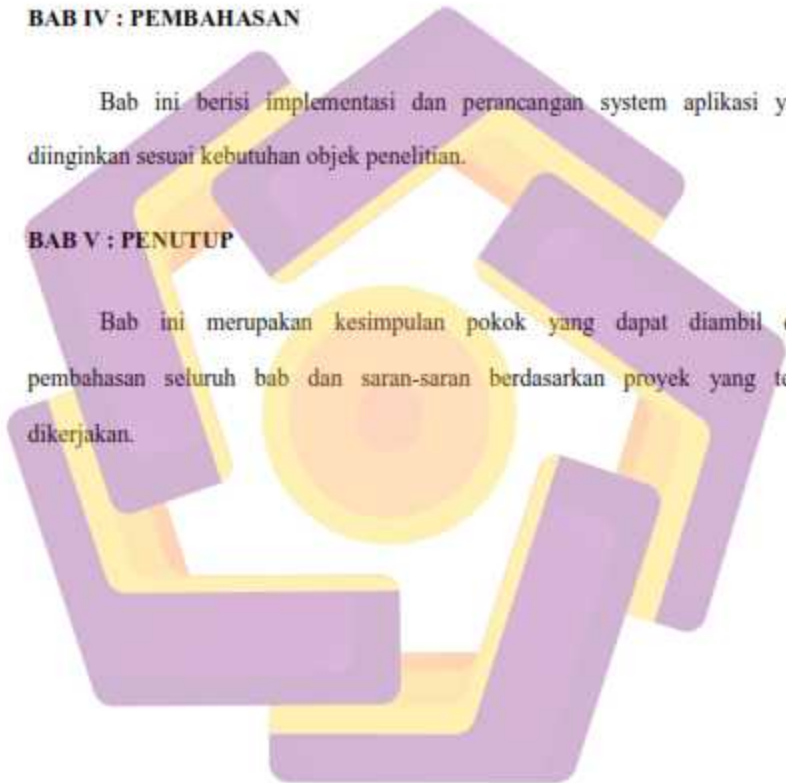 BAB IV : PEMBAHASAN
Bab ini berisi implementasi dan perancangan system aplikasi
diinginkan sesuai kebutuhan objek penelitian.
BAB V : PENUTUP
Bab ini merupakan kesimpulan pokok yang dapat diambil
pembahasan seluruh bab dan saran-saran berdasarkan proyek yang
dikerjakan.